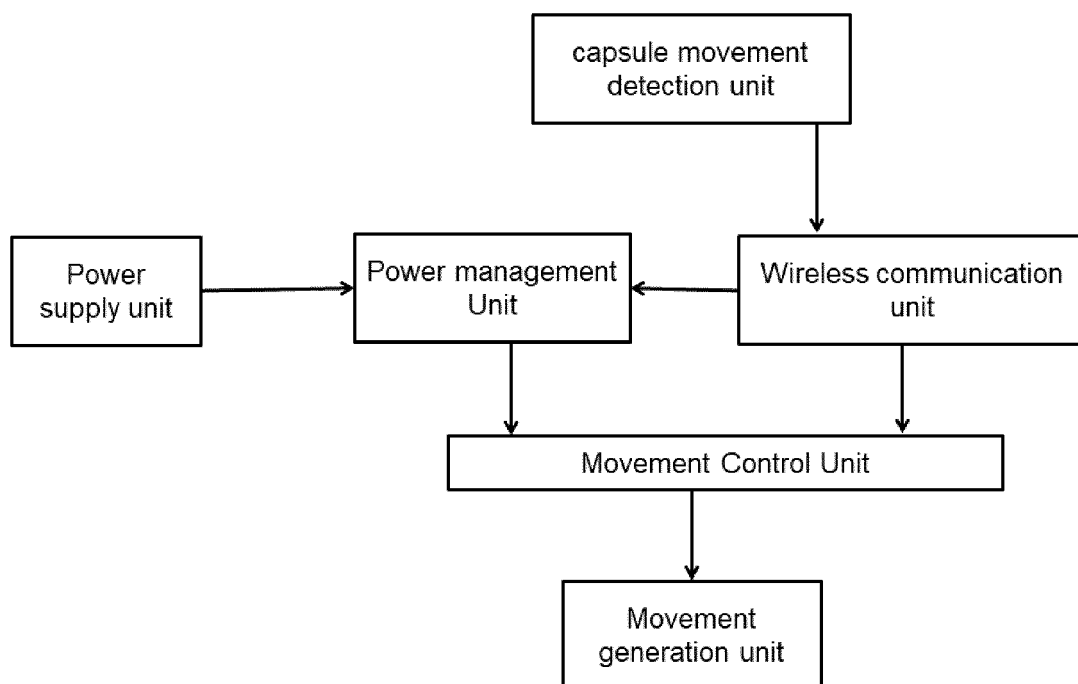 capsule movement
detection unit
Power
supply unit
Power management
Unit
Wireless communication
unit
Movement Control Unit
Movement
generation unit